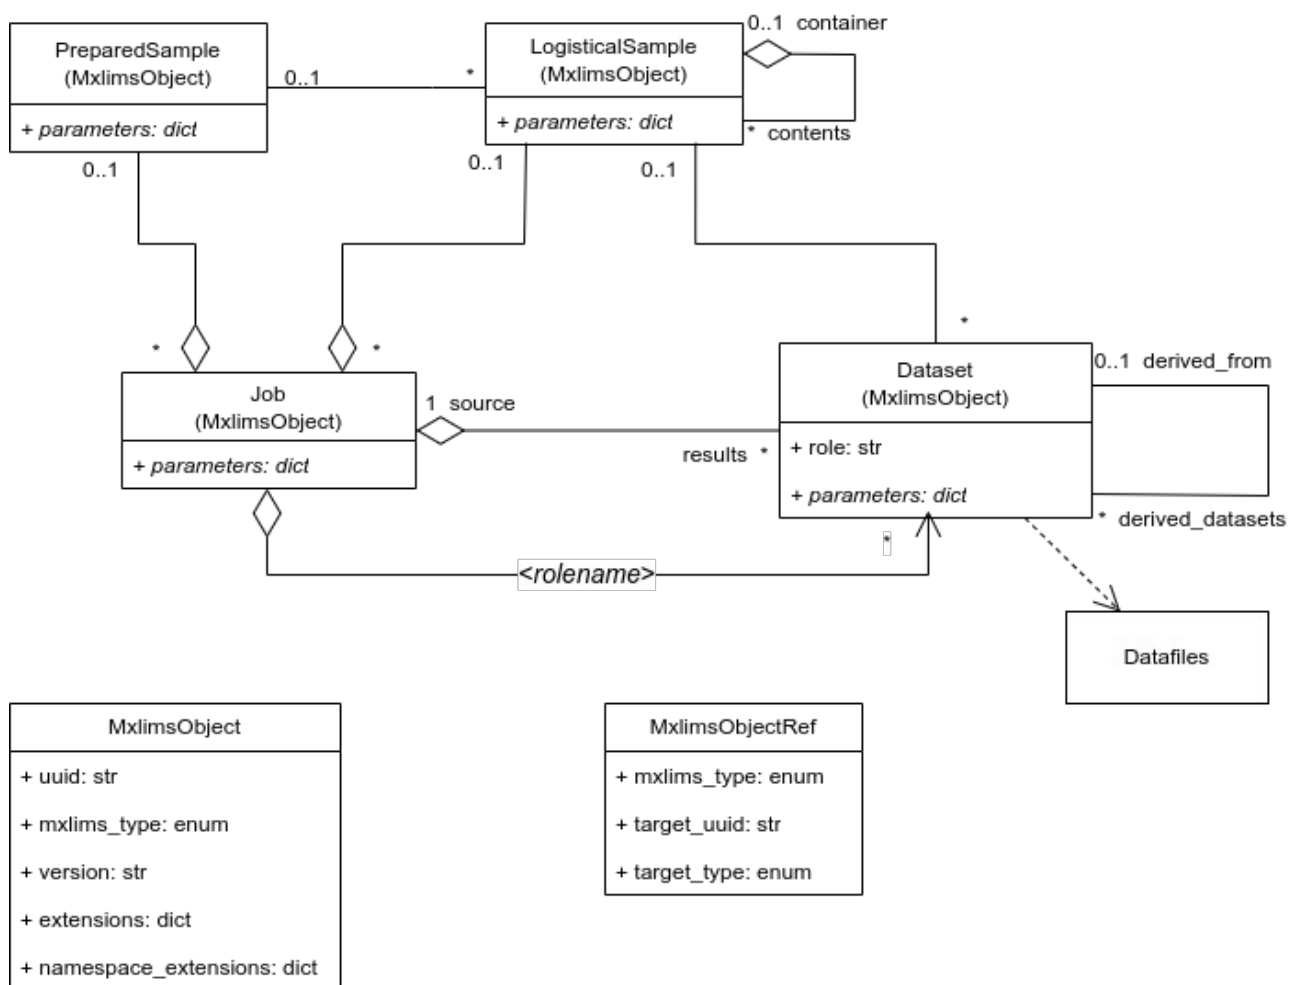 0..1 container
PreparedSample
(MxlimsObject)
+ parameters: dict
0..1
*
LogisticalSample
(MxlimsObject)
+ parameters: dict
* contents
0..1
0..1
0..1
*
*
*
Job
(MxlimsObject)
+ parameters: dict
1 source
results *
Dataset
(MxlimsObject)
+ role: str
+ parameters: dict
0..1 derived_from
* derived_datasets
*
<rolename>
Datafiles
MxlimsObject
+ uuid: str
+ mxlims_type: enum
+ version: str
+ extensions: dict
+ namespace_extensions: dict
MxlimsObjectRef
+ mxlims_type: enum
+ target_uuid: str
+ target_type: enum